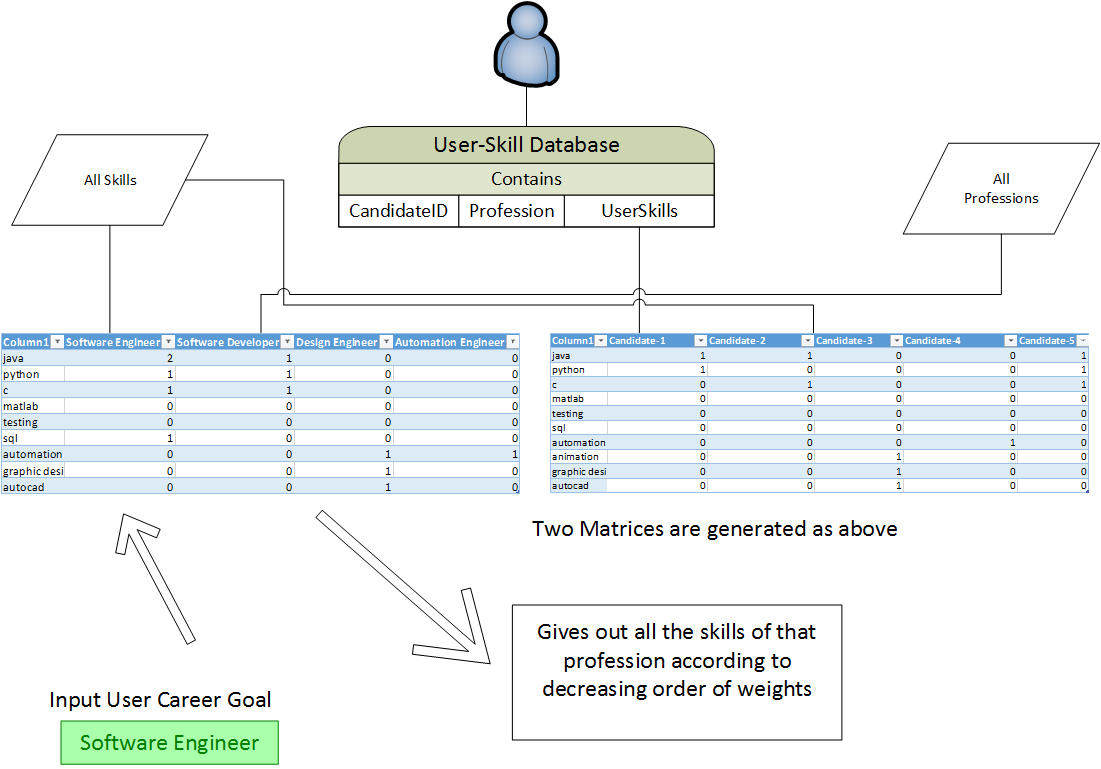 User-Skill Database
Contains
CandidateID Profession UserSkills
All Skills
All
Professions
Column1 Software Engineer Software Developer Design Engineer Automation Engineer
java 2 1 0 0
python 1 1 0 0
c 1 1 0 0
matlab 0 0 0 0
testing 0 0 0 0
sql 1 0 0 0
automation 0 0 1 1
graphic desi 0 0 1 0
autocad 0 0 1 0
Column1 Candidate-1 Candidate-2 Candidate-3 Candidate-4 Candidate-5
java 1 1 0 0 1
python 1 0 0 0 1
c 0 1 0 0 1
matlab 0 0 0 0 0
testing 0 0 0 0 0
sql 0 0 0 0 0
automation 0 0 0 1 0
animation 0 0 1 0 0
graphic desi 0 0 1 0 0
autocad 0 0 1 0 0
Two Matrices are generated as above
Gives out all the skills of that
profession according to
decreasing order of weights
Input User Career Goal
Software Engineer